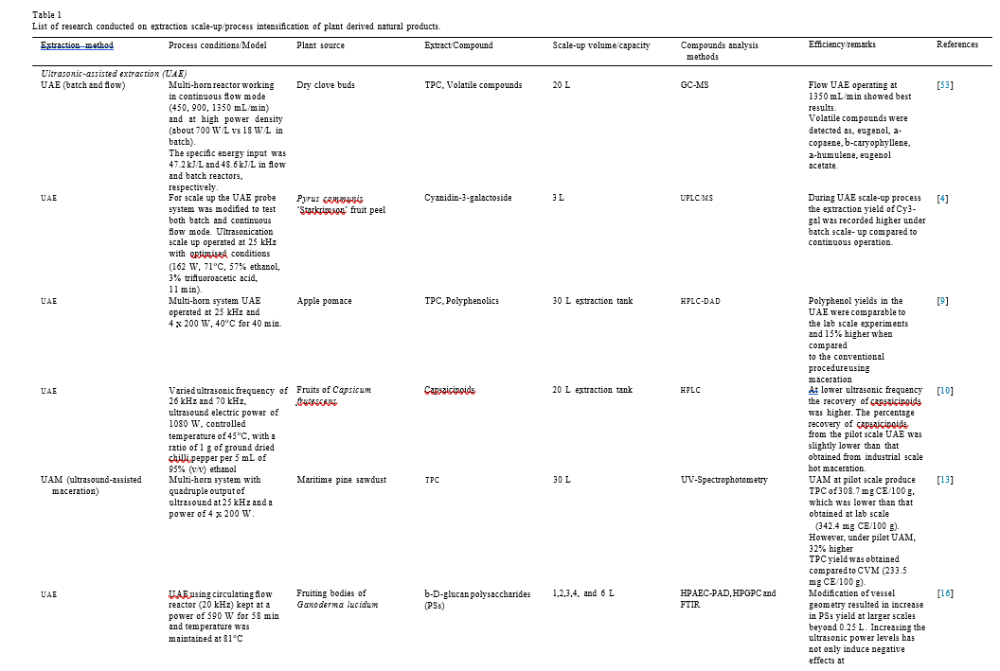 Table 1
List of research conducted on extraction scale-up/process intensification of plant derived natural products.
Extraction method
Process conditions/Model
Plant source
Extract/Compound
Scale-up volume/capacity
Compounds analysis
methods
Efficiency/remarks
References
Ultrasonic-assisted extraction (UAE)
UAE (batch and flow)
Multi-horn reactor working
in continuous flow mode
(450, 900, 1350 mL/min)
and at high power density
(about 700 W/L vs 18 W/L in
batch).
The specific energy input was
47.2 kJ/L and 48.6 kJ/L in flow
and batch reactors,
respectively.
Dry clove buds
TPC, Volatile compounds
20 L
GC-MS
Flow UAE operating at
1350 mL/min showed best
results.
Volatile compounds were
detected as, eugenol, a-
copaene, b-caryophyllene,
a-humulene, eugenol
acetate.
[53]
UAE
For scale up the UAE probe
system was modified to test
both batch and continuous
flow mode. Ultrasonication
scale up operated at 25 kHz
with optimised conditions
(162 W, 71°C, 57% ethanol,
3% trifluoroacetic acid,
11 min).
Pyrus communis
'Starkrimson' fruit peel
Cyanidin-3-galactoside
3 L
UPLC/MS
During UAE scale-up process
the extraction yield of Cy3-
gal was recorded higher under
batch scale- up compared to
continuous operation.
[4]
UAE
Multi-horn system UAE
operated at 25 kHz and
4 x 200 W, 40°C for 40 min.
Apple pomace
TPC, Polyphenolics
30 L extraction tank
HPLC-DAD
Polyphenol yields in the
UAE were comparable to
the lab scale experiments
and 15% higher when
compared
to the conventional
procedure using
maceration
[9]
UAE
Varied ultrasonic frequency of
26 kHz and 70 kHz,
ultrasound electric power of
1080 W, controlled
temperature of 45°C, with a
ratio of 1 g of ground dried
chilli pepper per 5 mL of
95% (v/v) ethanol
Fruits of Capsicum
frutescens
Capsaicinoids
20 L extraction tank
HPLC
At lower ultrasonic frequency
the recovery of capsaicinoids
was higher. The percentage
recovery of capsaicinoids
from the pilot scale UAE was
slightly lower than that
obtained from industrial scale
hot maceration.
[10]
UAM (ultrasound-assisted
maceration)
Multi-horn system with
quadruple output of
ultrasound at 25 kHz and a
power of 4 x 200 W.
Maritime pine sawdust
TPC
30 L
UV-Spectrophotometry
UAM at pilot scale produce
TPC of 308.7 mg CE/100 g,
which was lower than that
obtained at lab scale
(342.4 mg CE/100 g).
However, under pilot UAM,
32% higher
TPC yield was obtained
compared to CVM (233.5
mg CE/100 g).
[13]
UAE
UAE using circulating flow
reactor (20 kHz) kept at a
power of 590 W for 58 min
and temperature was
maintained at 81°C
Fruiting bodies of
Ganoderma lucidum
b-D-glucan polysaccharides
(PSs)
1,2,3,4, and 6 L
HPAEC-PAD, HPGPC and
FTIR
Modification of vessel
geometry resulted in increase
in PSs yield at larger scales
beyond 0.25 L. Increasing the
ultrasonic power levels has
not only induce negative
effects at
[16]